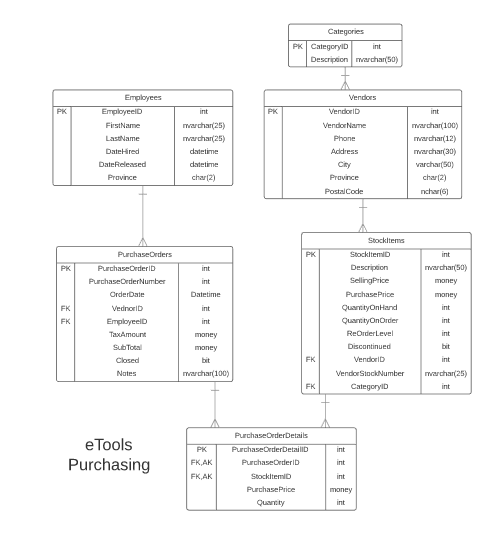 Categories
PK CategoryID int
Description nvarchar(50)
Employees
PK EmployeeID int
FirstName nvarchar(25)
LastName nvarchar(25)
DateHired datetime
DateReleased datetime
Province char(2)
Vendors
PK VendorID int
VendorName nvarchar(100)
Phone nvarchar(12)
Address nvarchar(30)
City varchar(50)
Province char(2)
PostalCode nchar(6)
PurchaseOrders
PK PurchaseOrderID int
PurchaseOrderNumber int
OrderDate Datetime
FK VednorID int
FK EmployeeID int
TaxAmount money
SubTotal money
Closed bit
Notes nvarchar(100)
StockItems
PK StockItemID int
Description nvarchar(50)
SellingPrice money
PurchasePrice money
QuantityOnHand int
QuantityOnOrder int
ReOrderLevel int
Discontinued bit
FK VendorID int
VendorStockNumber nvarchar(25)
FK CategoryID int
eTools
Purchasing
PurchaseOrderDetails
PK PurchaseOrderDetailID int
FK,AK PurchaseOrderID int
FK,AK StockItemID int
PurchasePrice money
Quantity int